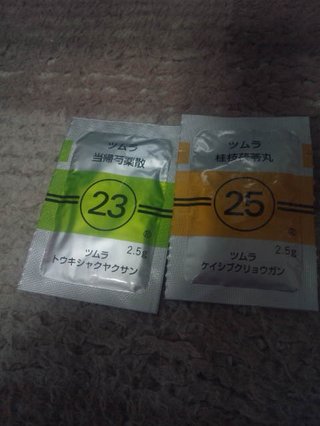 ツムラ
当帰芍薬散
23
®
2.5g
ツムラ
トウキシャクヤクサン
ツムラ
桂枝茯苓丸
25
®
2.5g
ツムラ
ケイシブクリョウガン